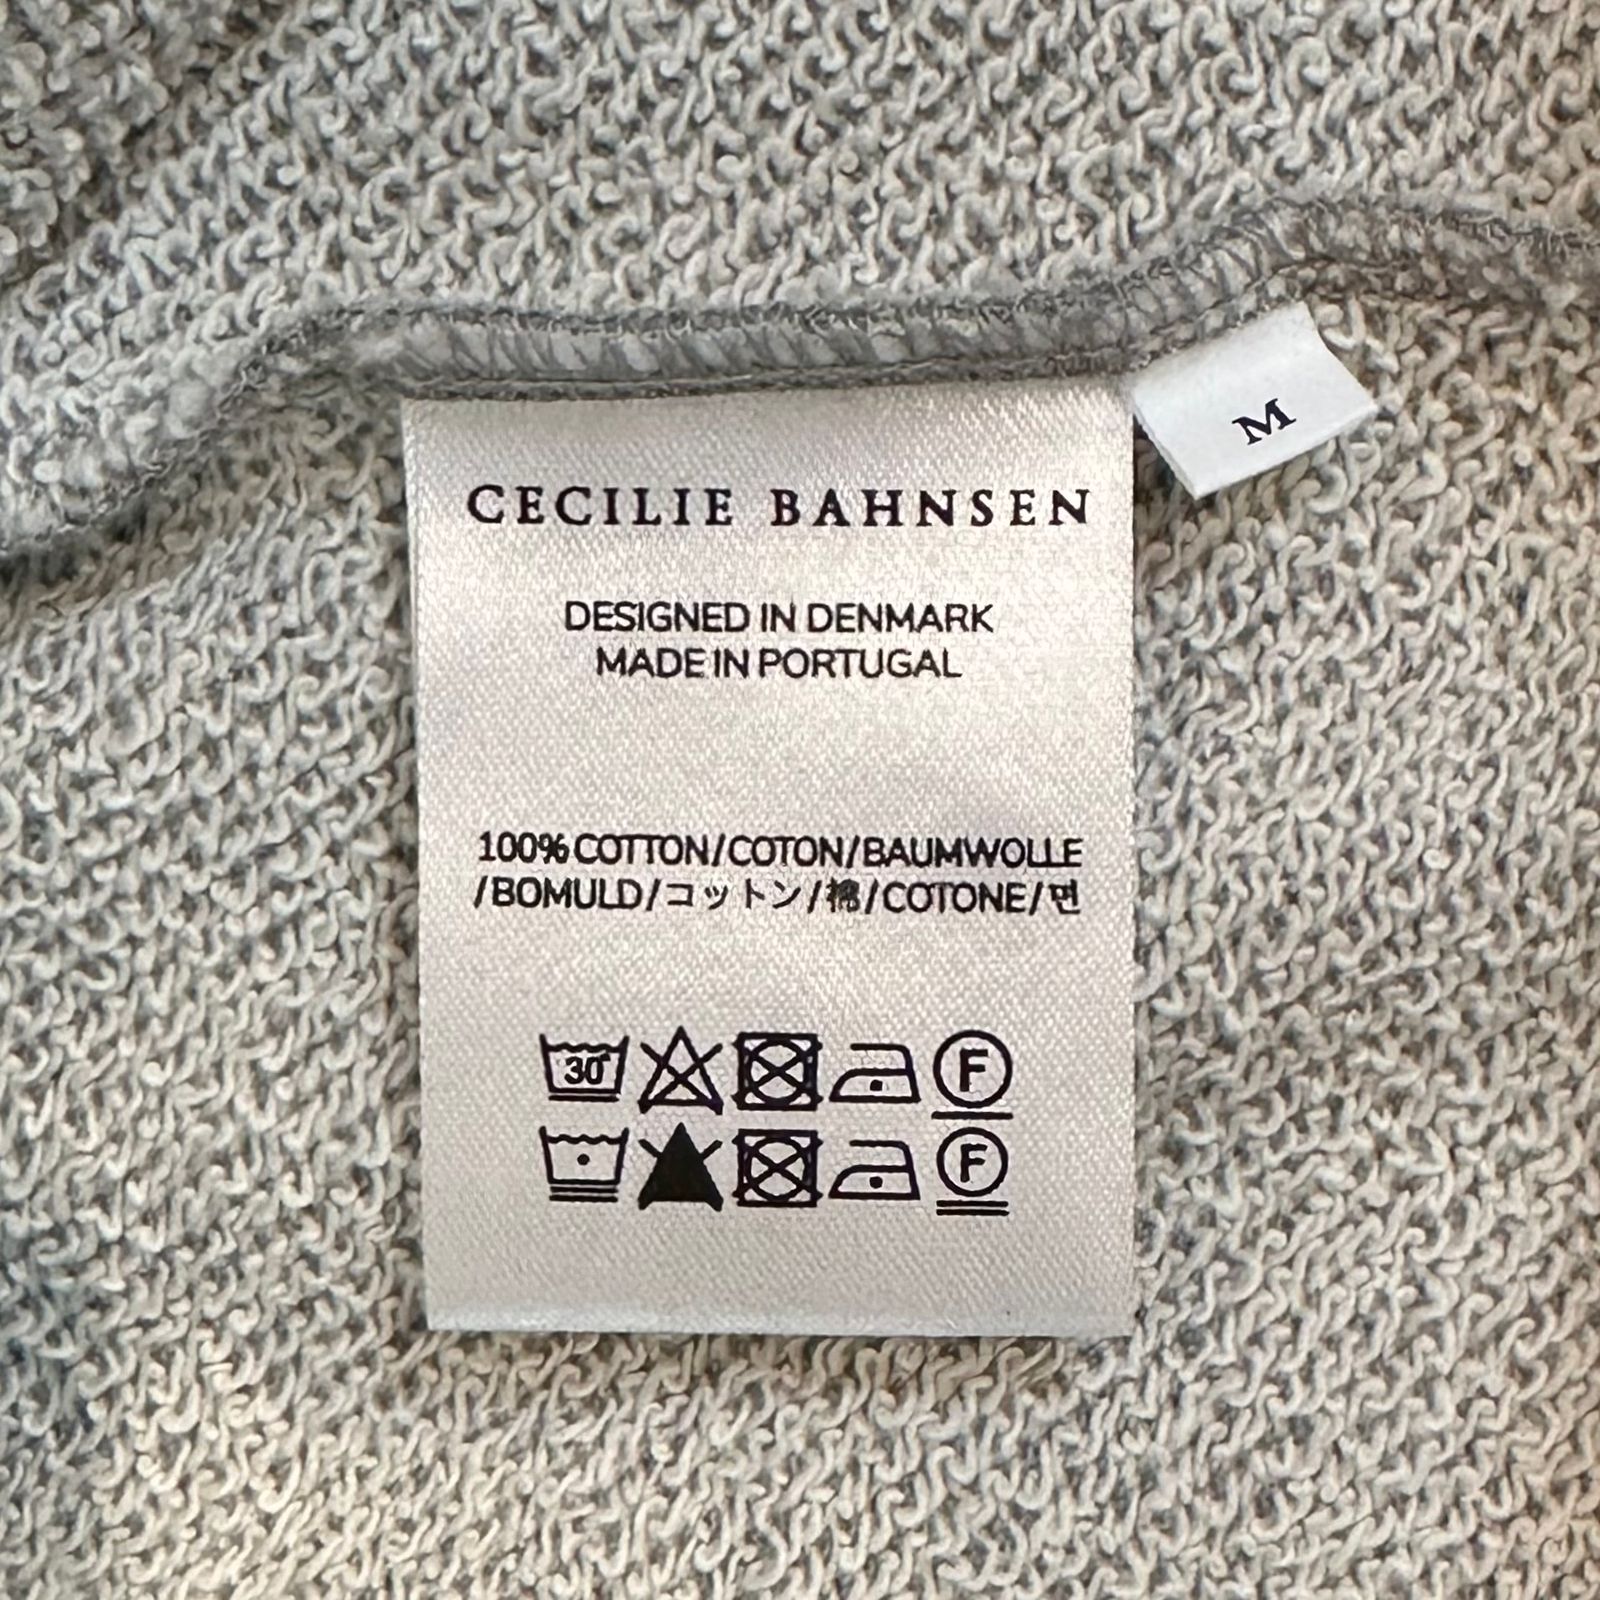 M
CECILIE BAHNSEN
DESIGNED IN DENMARK
MADE IN PORTUGAL
100% COTTON/COTON/BAUMWOLLE
/BOMULD/コットン/棉/COTONE/면
30° F
F